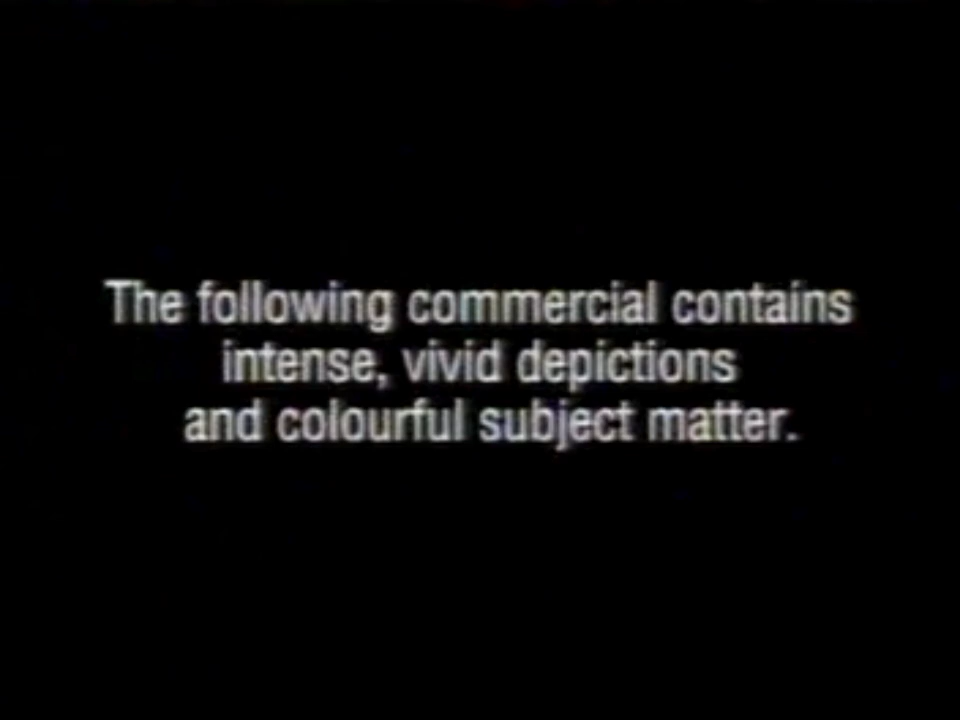 The following commercial contains
intense, vivid depictions
and colourful subject matter.